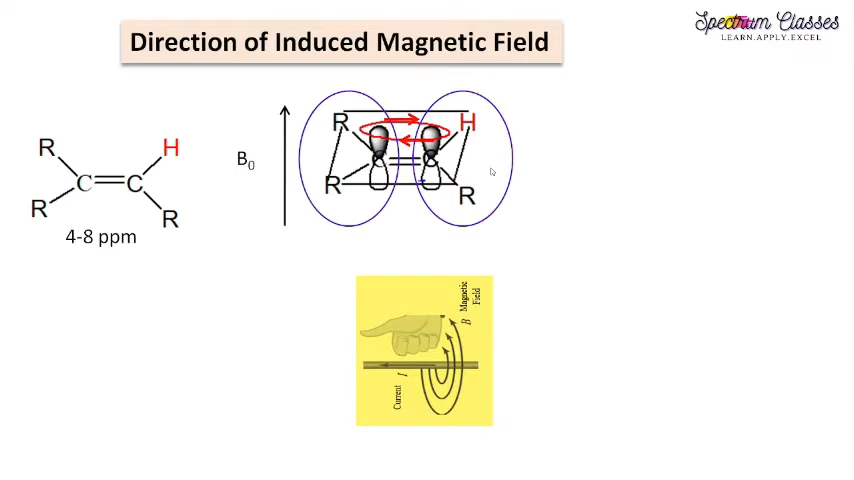 Spectrum Classes
LEARN.APPLY.EXCEL
Direction of Induced Magnetic Field
R H
C C
R R
4-8 ppm
B0
R H
C C
R R
Magnetic
Field
B
I
Current